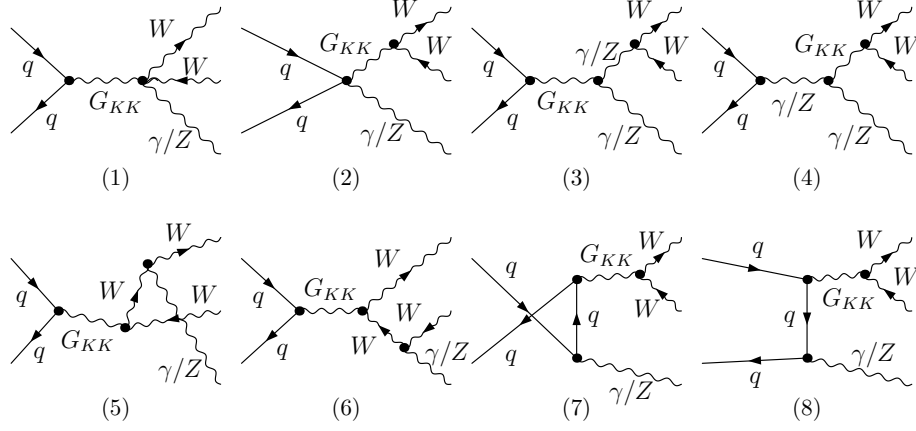 W
q
W
G_{KK}
q
γ/Z
(1)
W
G_{KK}
W
q
q
γ/Z
(2)
W
γ/Z
W
q
G_{KK}
q
γ/Z
(3)
W
G_{KK}
W
q
γ/Z
q
γ/Z
(4)
W
W
q
W
G_{KK}
q
γ/Z
(5)
W
G_{KK}
q
W
W
γ/Z
q
(6)
W
G_{KK}
q
W
q
q
γ/Z
(7)
W
q
G_{KK}
W
q
γ/Z
q
(8)